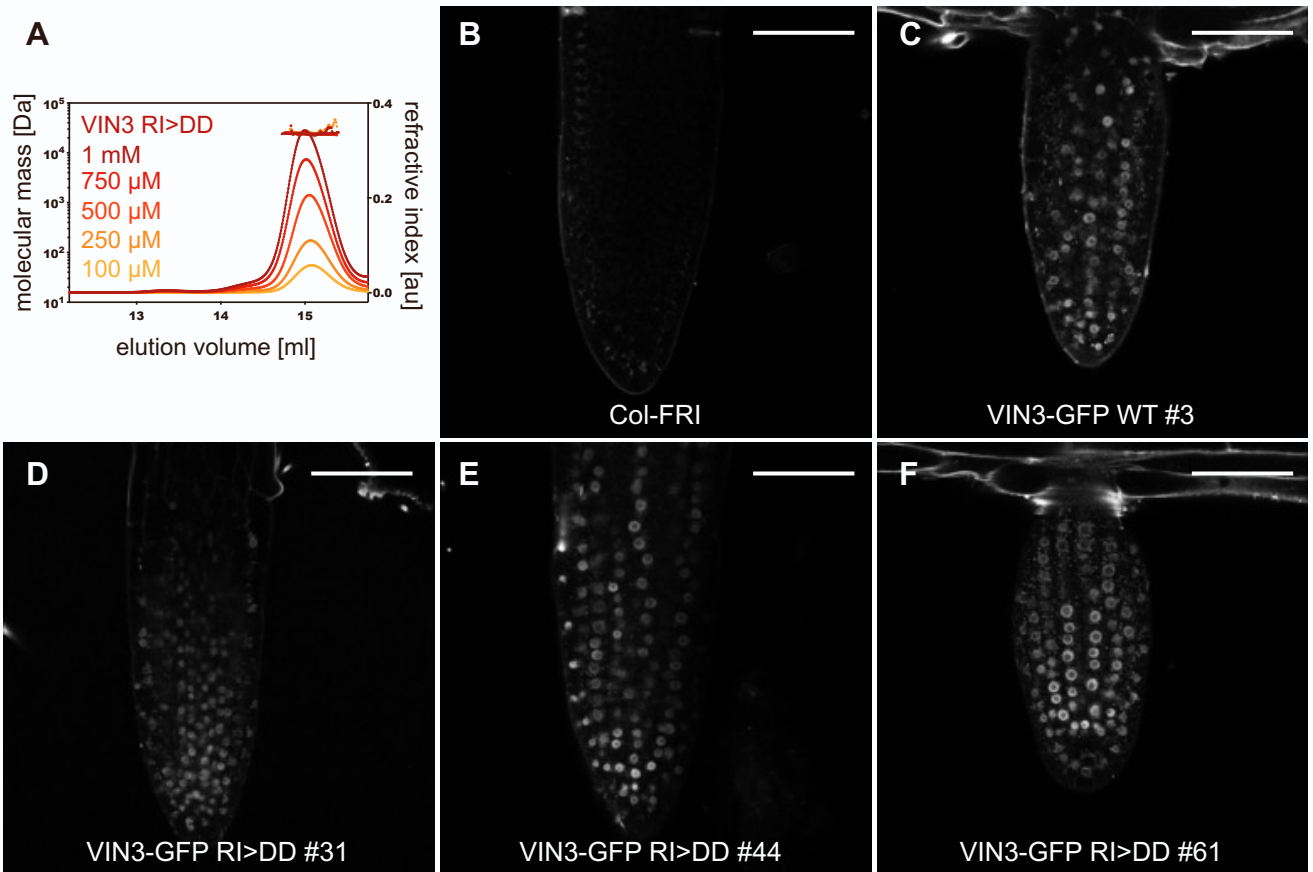 A
molecular mass [Da]
10⁵
10⁴
10³
10²
10¹
VIN3 RI>DD
1 mM
750 µM
500 µM
250 µM
100 µM
0.4
0.2
0.0
refractive index [au]
13 14 15
elution volume [ml]
B
Col-FRI
C
VIN3-GFP WT #3
D
VIN3-GFP RI>DD #31
E
VIN3-GFP RI>DD #44
F
VIN3-GFP RI>DD #61